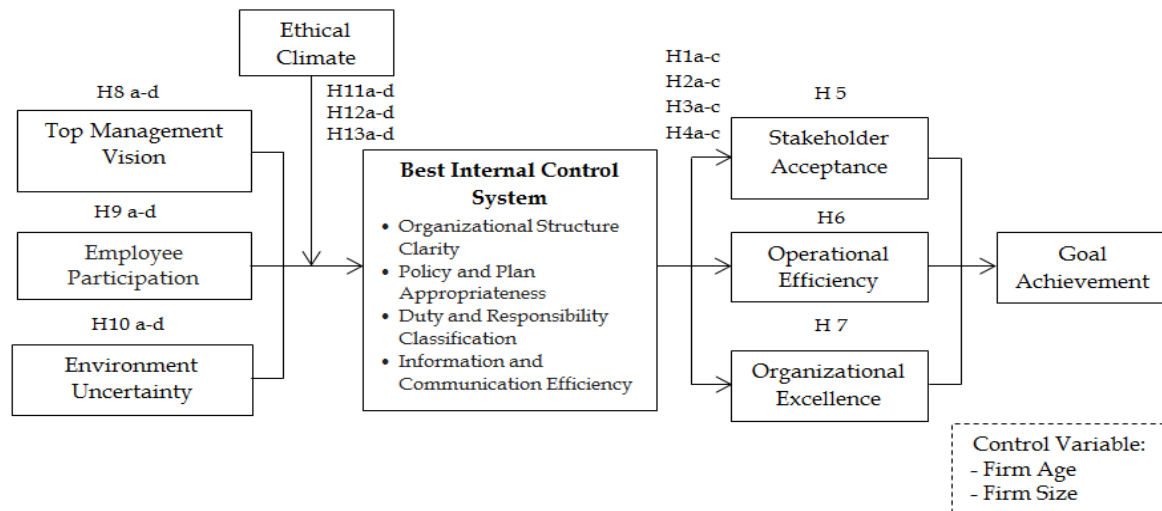 Ethical
Climate
H11a-d
H12a-d
H13a-d
H8 a-d
Top Management
Vision
H9 a-d
Employee
Participation
H10 a-d
Environment
Uncertainty
Best Internal Control
System
• Organizational Structure
Clarity
• Policy and Plan
Appropriateness
• Duty and Responsibility
Classification
• Information and
Communication Efficiency
H1a-c
H2a-c
H3a-c
H4a-c
H 5
Stakeholder
Acceptance
H6
Operational
Efficiency
H 7
Organizational
Excellence
Goal
Achievement
Control Variable:
- Firm Age
- Firm Size